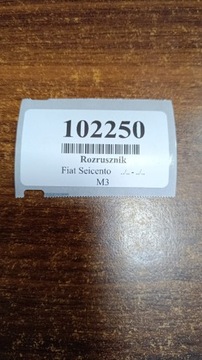 102250
Rozrusznik
Fiat Seicento ./.. - ./..
M3